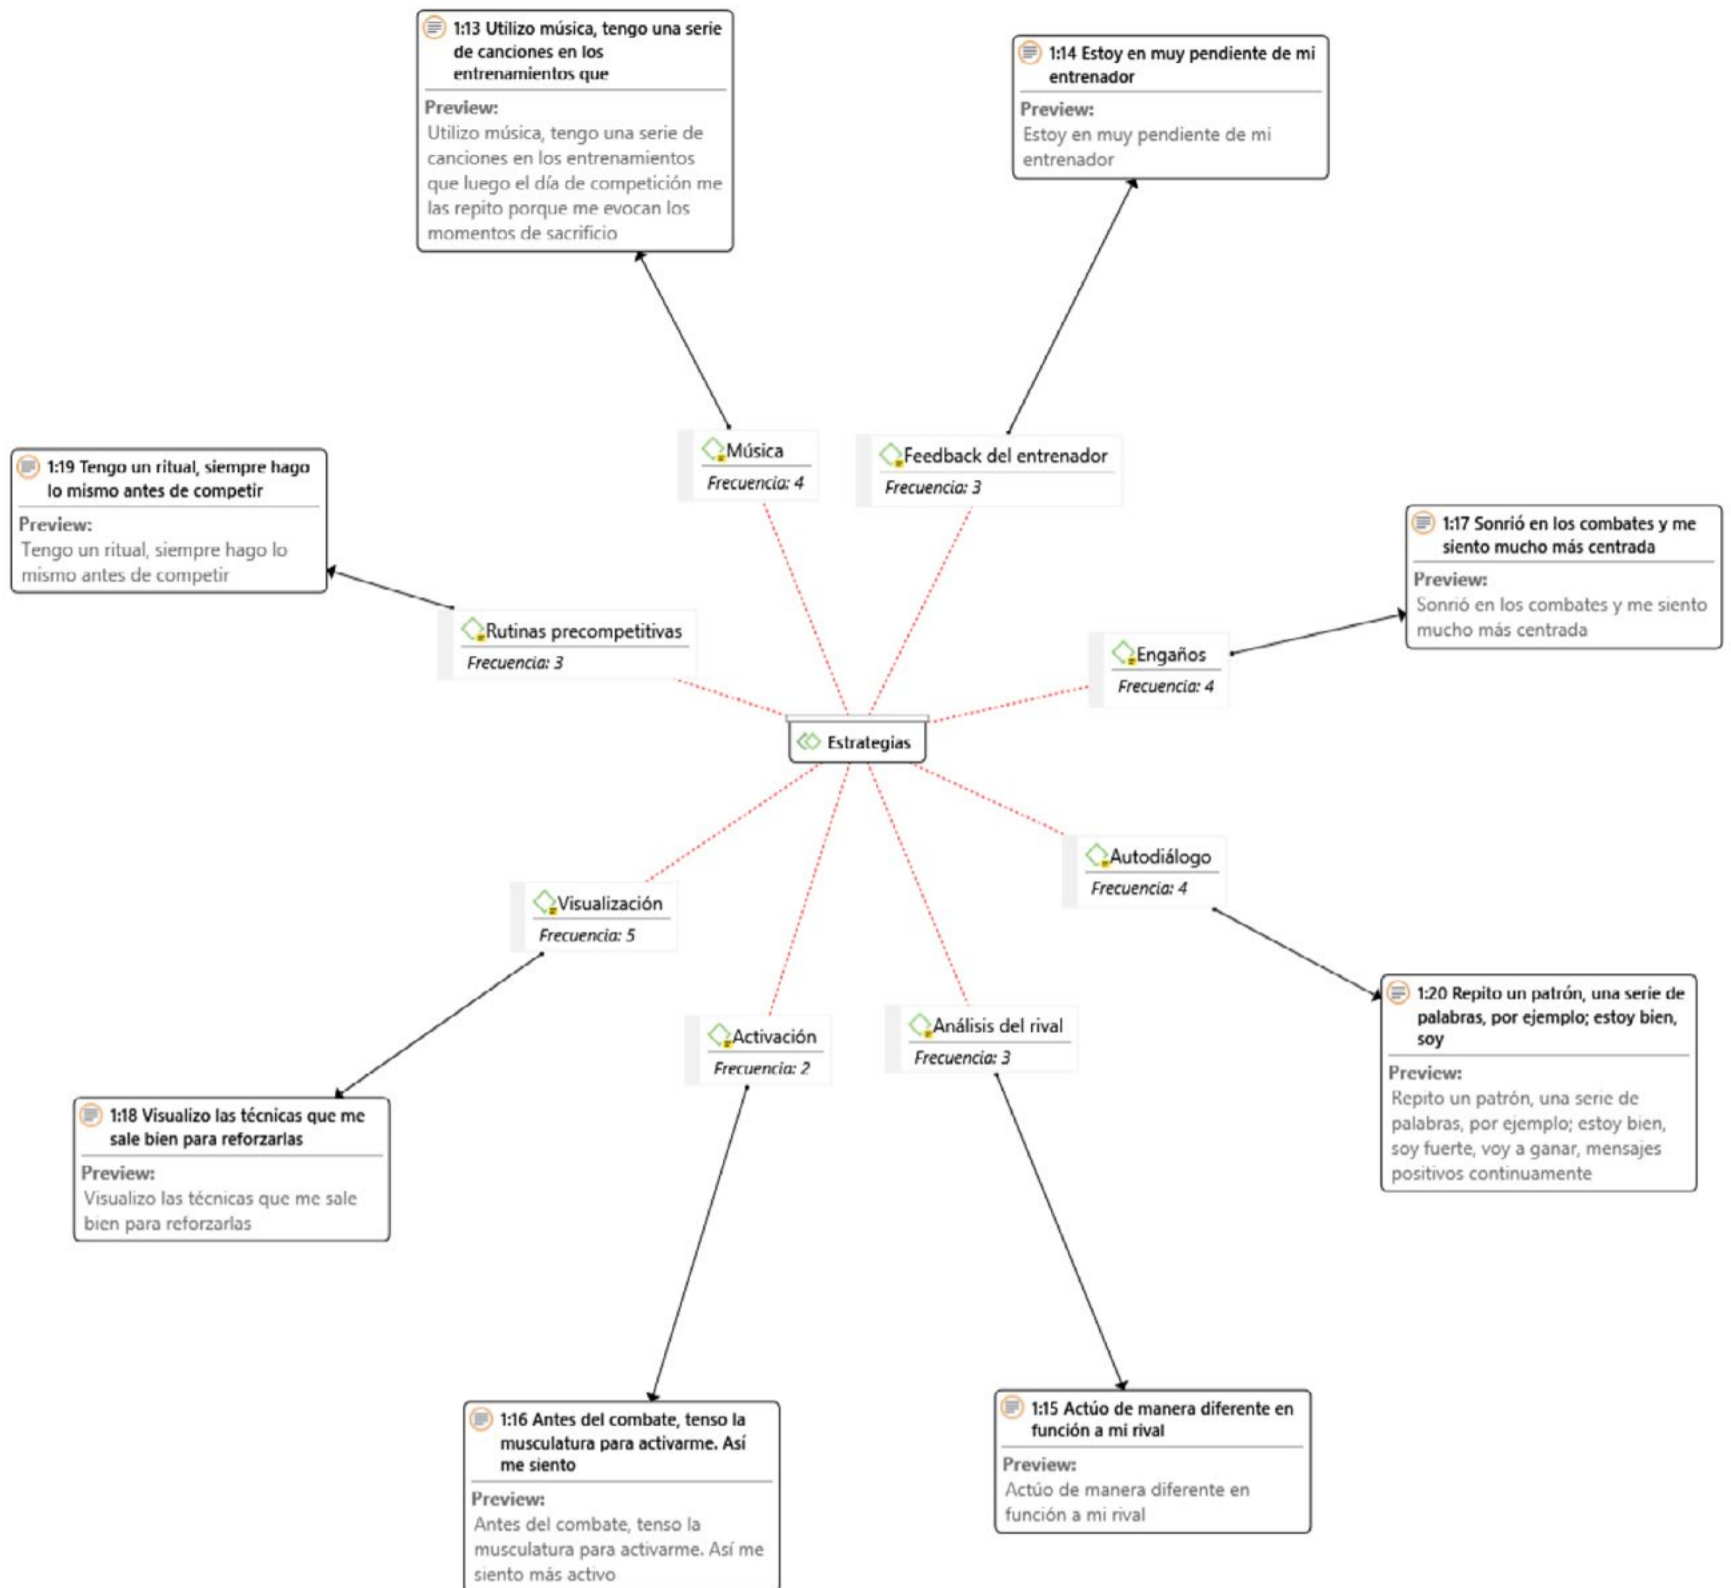 1:13 Utilizo música, tengo una serie
de canciones en los
entrenamientos que
Preview:
Utilizo música, tengo una serie de
canciones en los entrenamientos
que luego el día de competición me
las repito porque me evocan los
momentos de sacrificio
1:14 Estoy en muy pendiente de mi
entrenador
Preview:
Estoy en muy pendiente de mi
entrenador
Música
Frecuencia: 4
Feedback del entrenador
Frecuencia: 3
1:19 Tengo un ritual, siempre hago
lo mismo antes de competir
Preview:
Tengo un ritual, siempre hago lo
mismo antes de competir
1:17 Sonrió en los combates y me
siento mucho más centrada
Preview:
Sonrió en los combates y me siento
mucho más centrada
Rutinas precompetitivas
Frecuencia: 3
Engaños
Frecuencia: 4
Estrategias
Autodiálogo
Frecuencia: 4
Visualización
Frecuencia: 5
Activación
Frecuencia: 2
Análisis del rival
Frecuencia: 3
1:20 Repito un patrón, una serie de
palabras, por ejemplo; estoy bien,
soy
Preview:
Repito un patrón, una serie de
palabras, por ejemplo; estoy bien,
soy fuerte, voy a ganar, mensajes
positivos continuamente
1:18 Visualizo las técnicas que me
sale bien para reforzarlas
Preview:
Visualizo las técnicas que me sale
bien para reforzarlas
1:16 Antes del combate, tenso la
musculatura para activarme. Así
me siento
Preview:
Antes del combate, tenso la
musculatura para activarme. Así me
siento más activo
1:15 Actúo de manera diferente en
función a mi rival
Preview:
Actúo de manera diferente en
función a mi rival